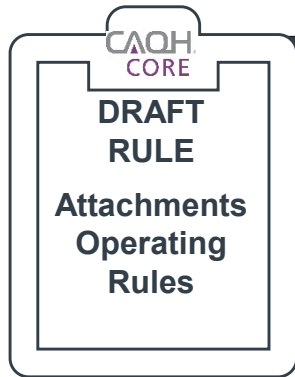 CAQH.
CORE
DRAFT
RULE
Attachments
Operating
Rules